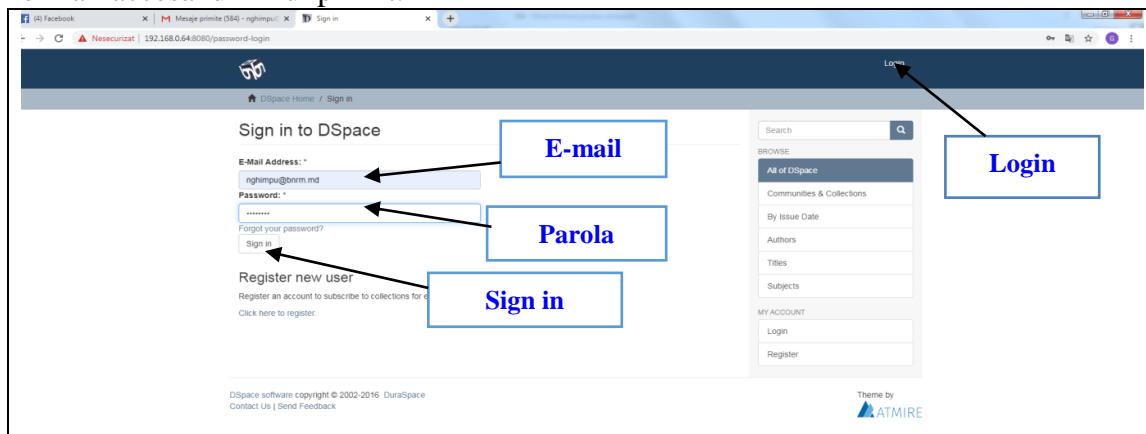 (4) Facebook
Mesaje primite (584) - nghimpu(
Sign in
Nesecurizat | 192.168.0.64:8080/password-login
G
Login
DSpace Home / Sign in
Sign in to DSpace
E-Mail Address: *
nghimpu@bnrm.md
Password: *
········
Forgot your password?
Sign in
Register new user
Register an account to subscribe to collections for e
Click here to register.
E-mail
Parola
Sign in
Login
Search
BROWSE
All of DSpace
Communities & Collections
By Issue Date
Authors
Titles
Subjects
MY ACCOUNT
Login
Register
DSpace software copyright © 2002-2016 DuraSpace
Contact Us | Send Feedback
Theme by
ATMIRE